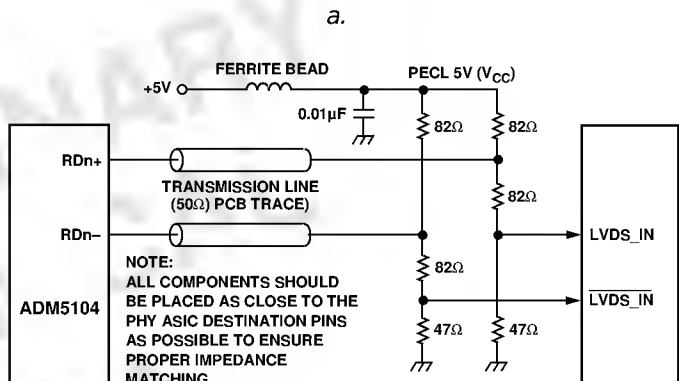 a.
FERRITE BEAD
PECL 5V (VCC)
+5V
0.01µF
82Ω
82Ω
RDn+
TRANSMISSION LINE
(50Ω) PCB TRACE)
82Ω
RDn–
LVDS_IN
NOTE:
ALL COMPONENTS SHOULD
BE PLACED AS CLOSE TO THE
PHY ASIC DESTINATION PINS
AS POSSIBLE TO ENSURE
PROPER IMPEDANCE
MATCHING
82Ω
LVDS_IN
ADM5104
47Ω
47Ω